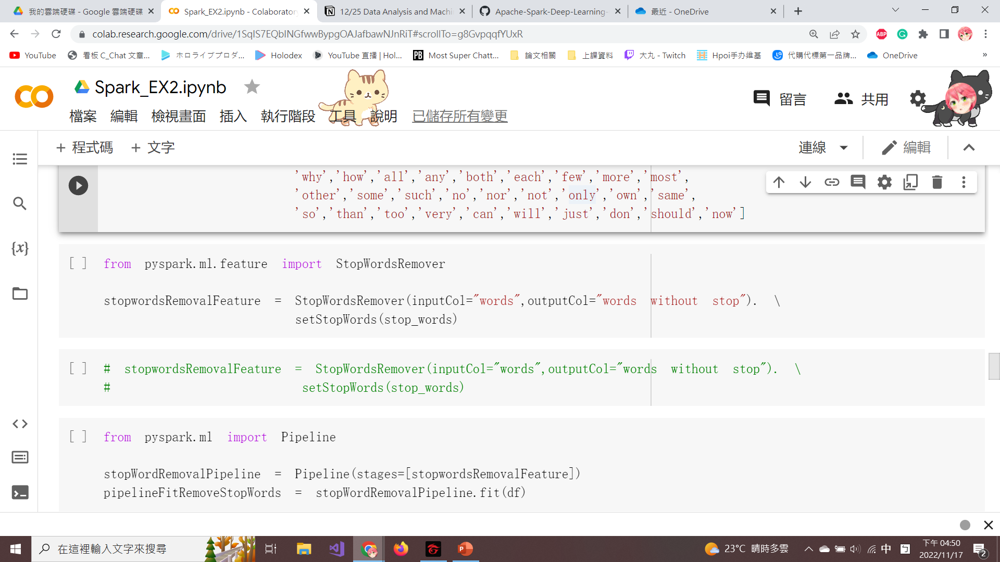 我的雲端硬碟 - Google 雲端硬碟
Spark_EX2.ipynb - Colaboratory
12/25 Data Analysis and Machi
Apache-Spark-Deep-Learning-
最近 - OneDrive
colab.research.google.com/drive/1SqIS7EQbINGfwwBypgOAJafbawNJnRiT#scrollTo=g8GvpqqfYUxR
ABP
YouTube
看板 C_Chat 文章...
ホロライブプロダ...
Holodex
YouTube 直播 | Hol...
PB
Most Super Chatt...
論文相關
上課資料
大丸 - Twitch
Hpoi手办维基
代購代標第一品牌...
OneDrive
»
Spark_EX2.ipynb
留言
共用
檔案 編輯 檢視畫面 插入 執行階段 工具 說明 已儲存所有變更
+ 程式碼 + 文字
連線
編輯
'why','how','all','any','both','each','few','more','most',
'other','some','such','no','nor','not','only','own','same',
'so','than','too','very','can','will','just','don','should','now']
[ ] from pyspark.ml.feature import StopWordsRemover
stopwordsRemovalFeature = StopWordsRemover(inputCol="words",outputCol="words without stop"). \
setStopWords(stop_words)
[ ] # stopwordsRemovalFeature = StopWordsRemover(inputCol="words",outputCol="words without stop"). \
# setStopWords(stop_words)
[ ] from pyspark.ml import Pipeline
stopWordRemovalPipeline = Pipeline(stages=[stopwordsRemovalFeature])
pipelineFitRemoveStopWords = stopWordRemovalPipeline.fit(df)
{x}
在這裡輸入文字來搜尋
23°C 晴時多雲
中
下午 04:50
2022/11/17
2